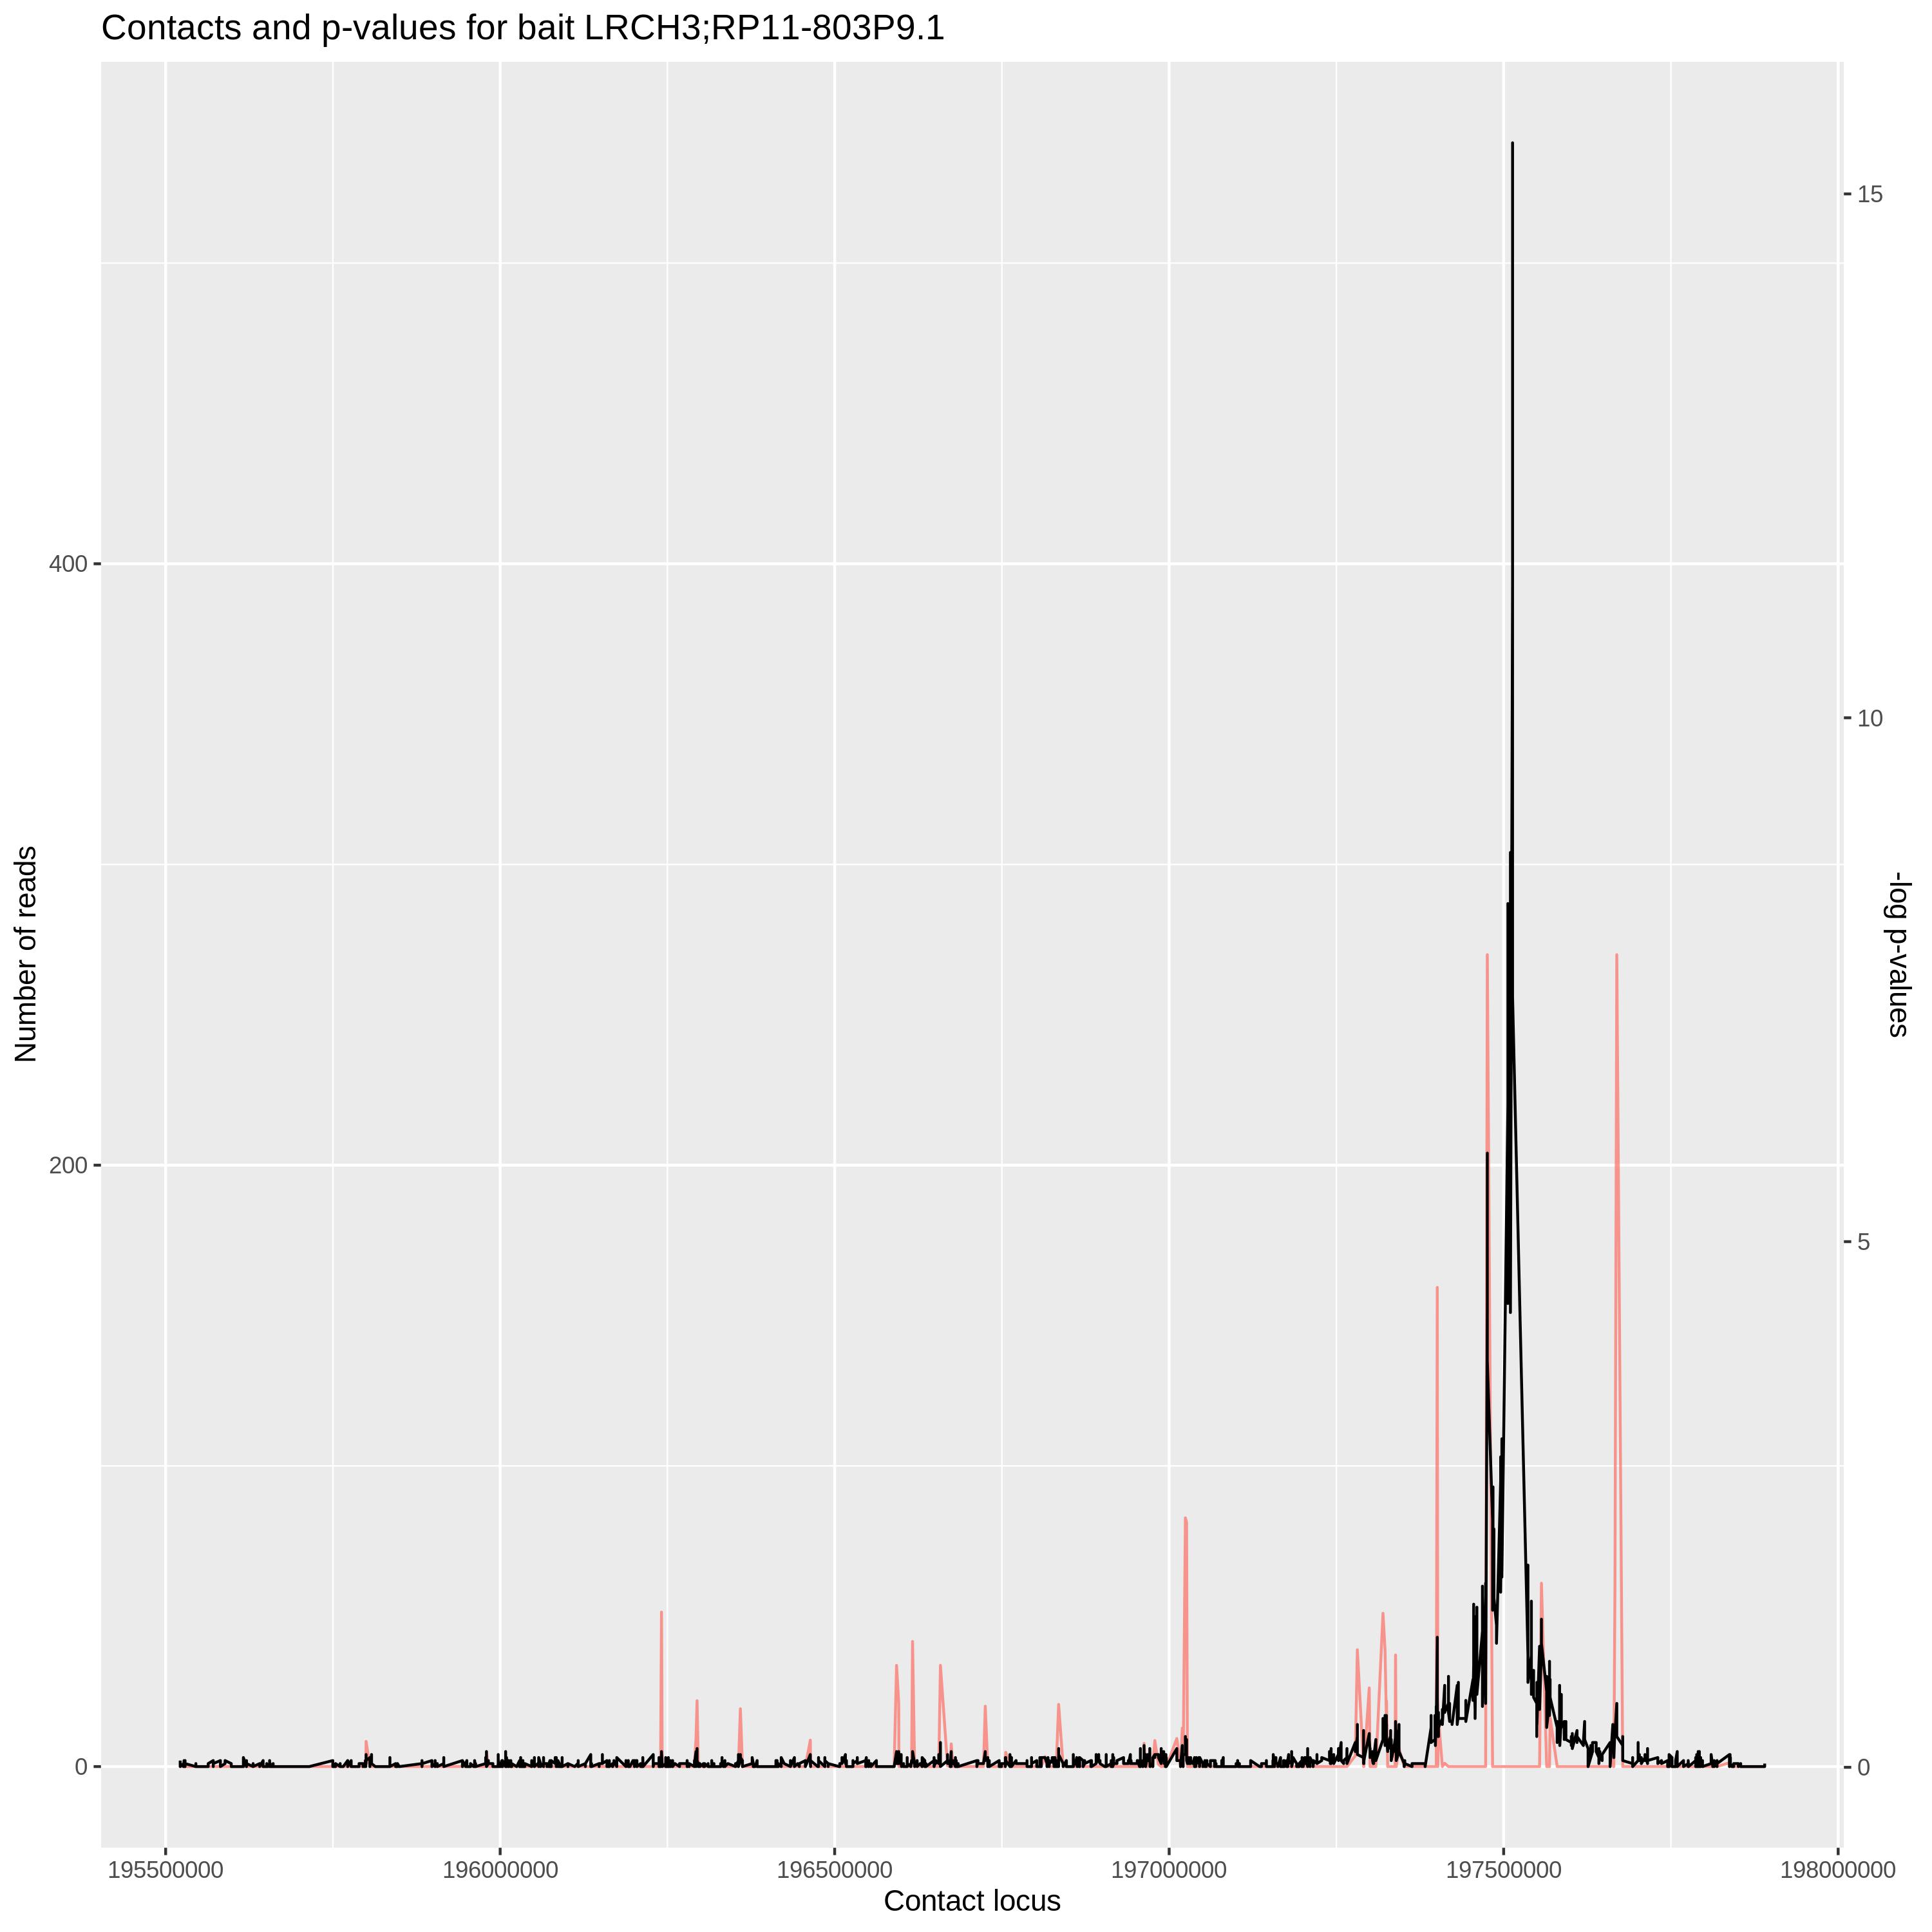 Contacts and p-values for bait LRCH3;RP11-803P9.1
Number of reads
400
200
0
15
10
5
0
-log p-values
195500000 196000000 196500000 197000000 197500000 198000000
Contact locus